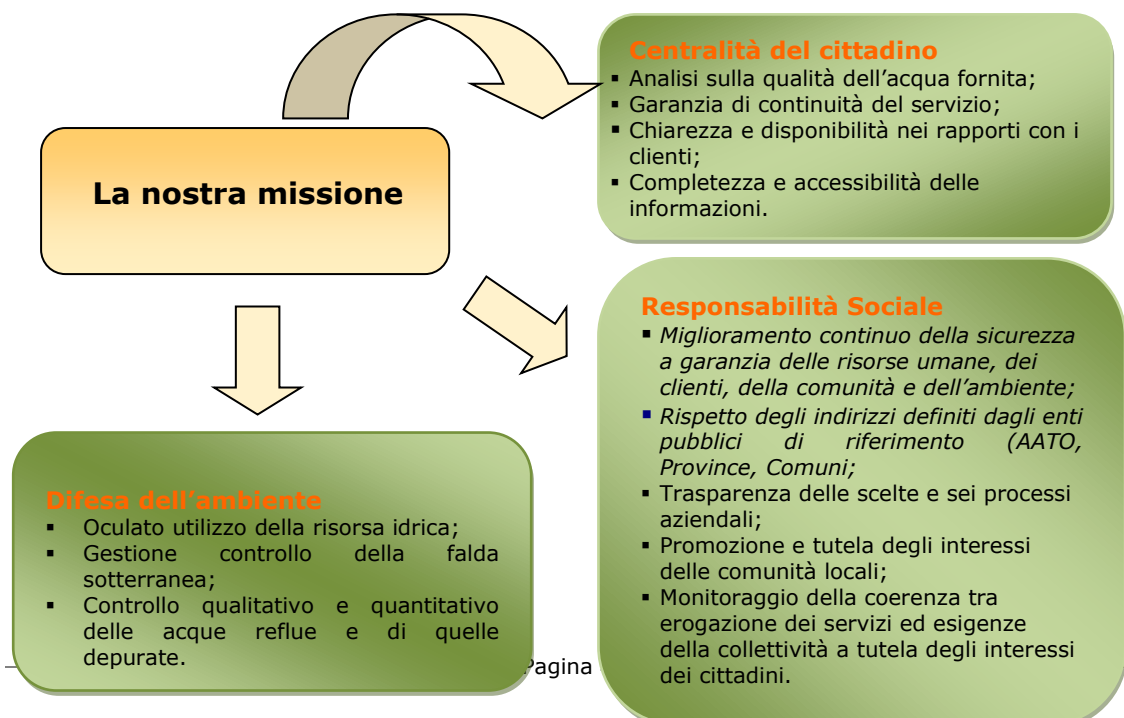 La nostra missione
Centralità del cittadino
▪ Analisi sulla qualità dell’acqua fornita;
▪ Garanzia di continuità del servizio;
▪ Chiarezza e disponibilità nei rapporti con i
clienti;
▪ Completezza e accessibilità delle
informazioni.
Responsabilità Sociale
▪ Miglioramento continuo della sicurezza
a garanzia delle risorse umane, dei
clienti, della comunità e dell’ambiente;
▪ Rispetto degli indirizzi definiti dagli enti
pubblici di riferimento (AATO,
Province, Comuni;
▪ Trasparenza delle scelte e sei processi
aziendali;
▪ Promozione e tutela degli interessi
delle comunità locali;
▪ Monitoraggio della coerenza tra
erogazione dei servizi ed esigenze
della collettività a tutela degli interessi
dei cittadini.
Difesa dell’ambiente
▪ Oculato utilizzo della risorsa idrica;
▪ Gestione controllo della falda
sotterranea;
▪ Controllo qualitativo e quantitativo
delle acque reflue e di quelle
depurate.
Pagina